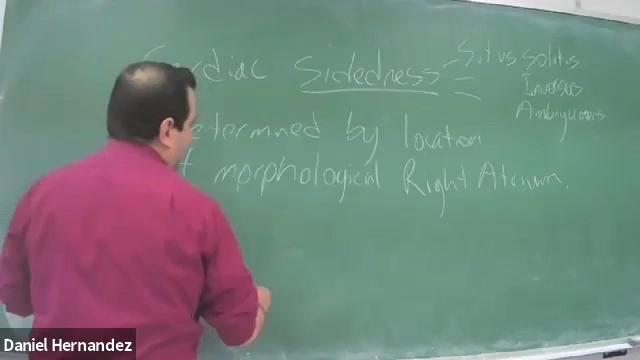 Cardiac Sidedness Situs Solitus
Inversus
Ambiguous
Determined by location
of morphological Right Atrium.
Daniel Hernandez